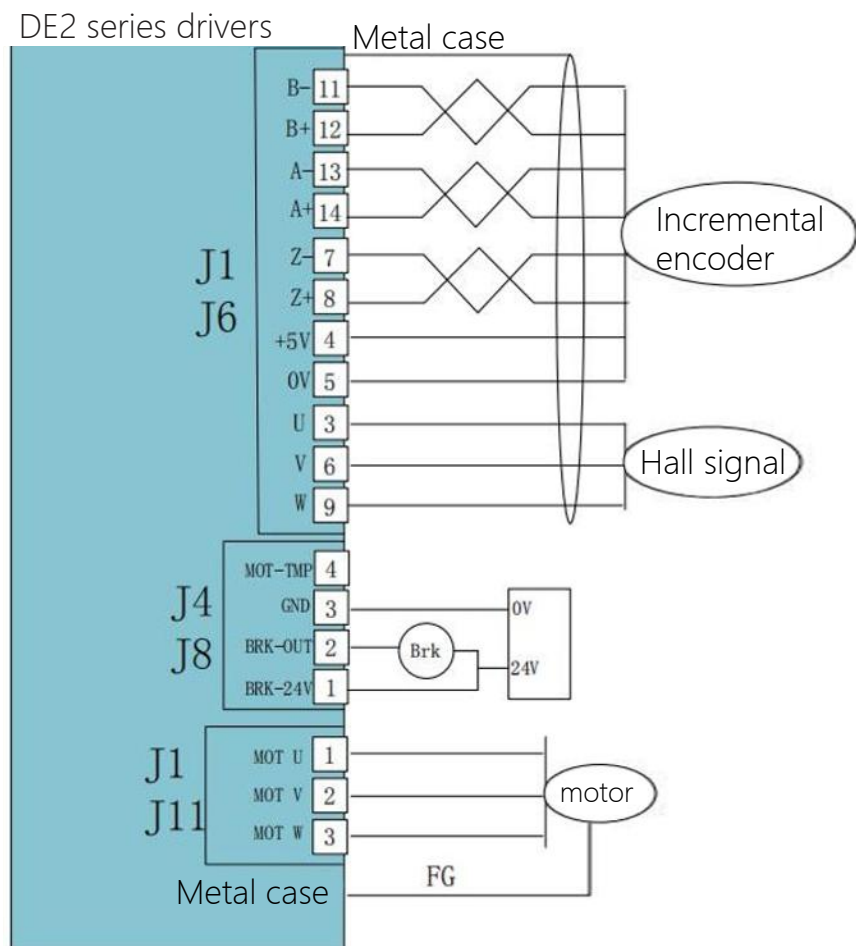 DE2 series drivers
Metal case
B- 11
B+ 12
A- 13
A+ 14
Z- 7
Z+ 8
+5V 4
0V 5
U 3
V 6
W 9
J1
J6
Incremental
encoder
Hall signal
MOT-TMP 4
GND 3
BRK-OUT 2
BRK-24V 1
J4
J8
Brk
0V
24V
MOT U 1
MOT V 2
MOT W 3
J1
J11
motor
Metal case
FG